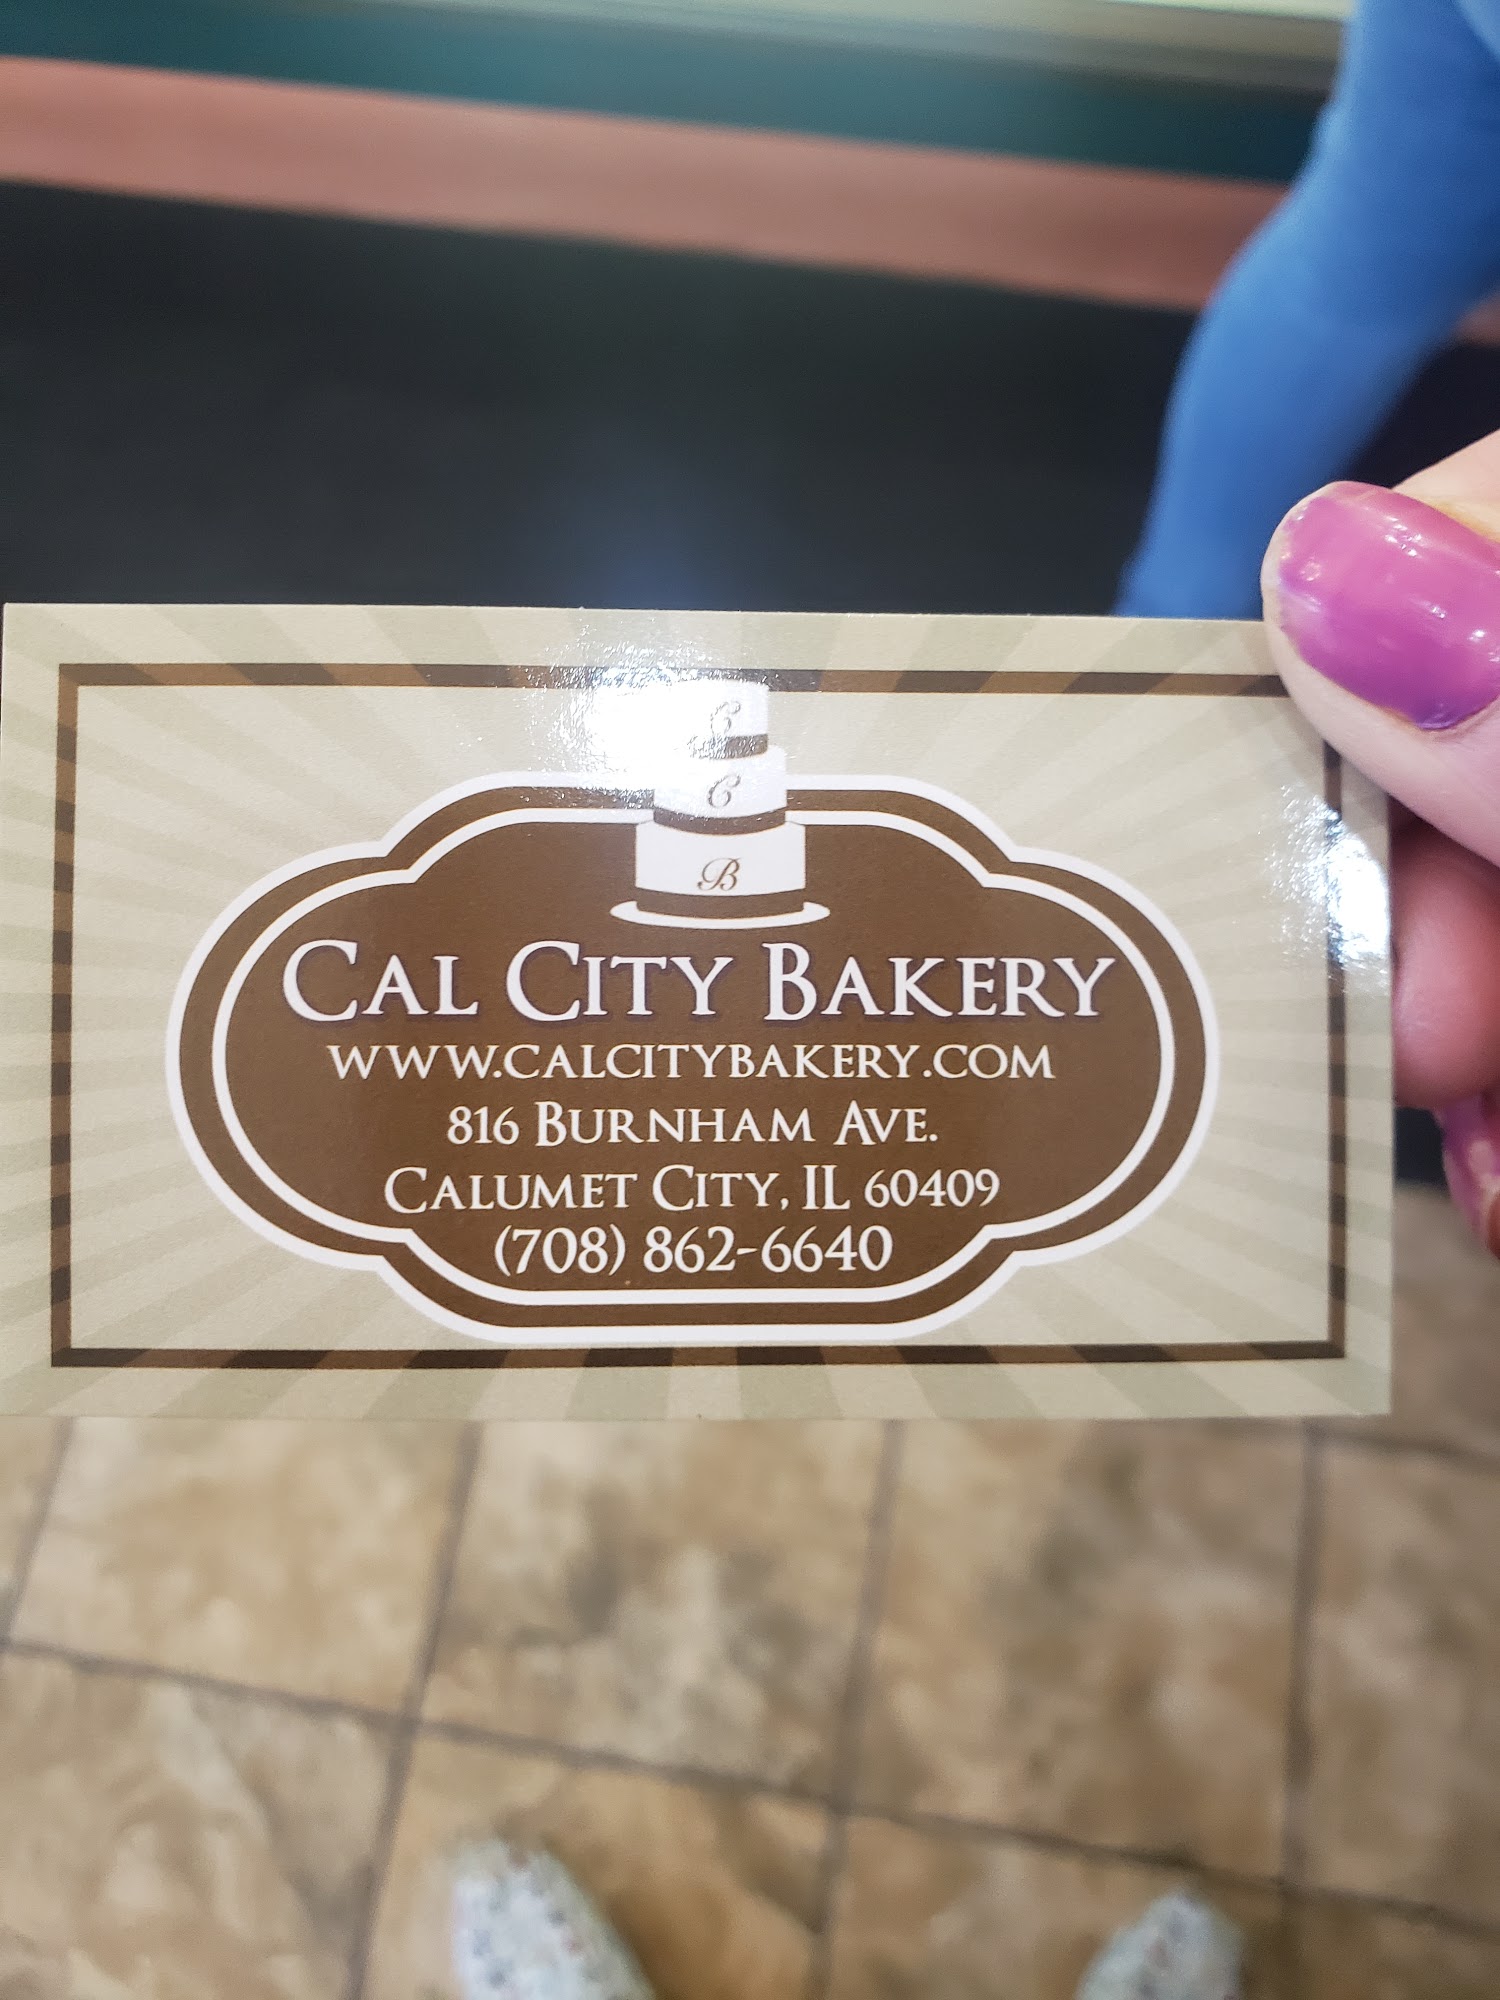 C
C
B
CAL CITY BAKERY
WWW.CALCITYBAKERY.COM
816 BURNHAM AVE.
CALUMET CITY, IL 60409
(708) 862-6640